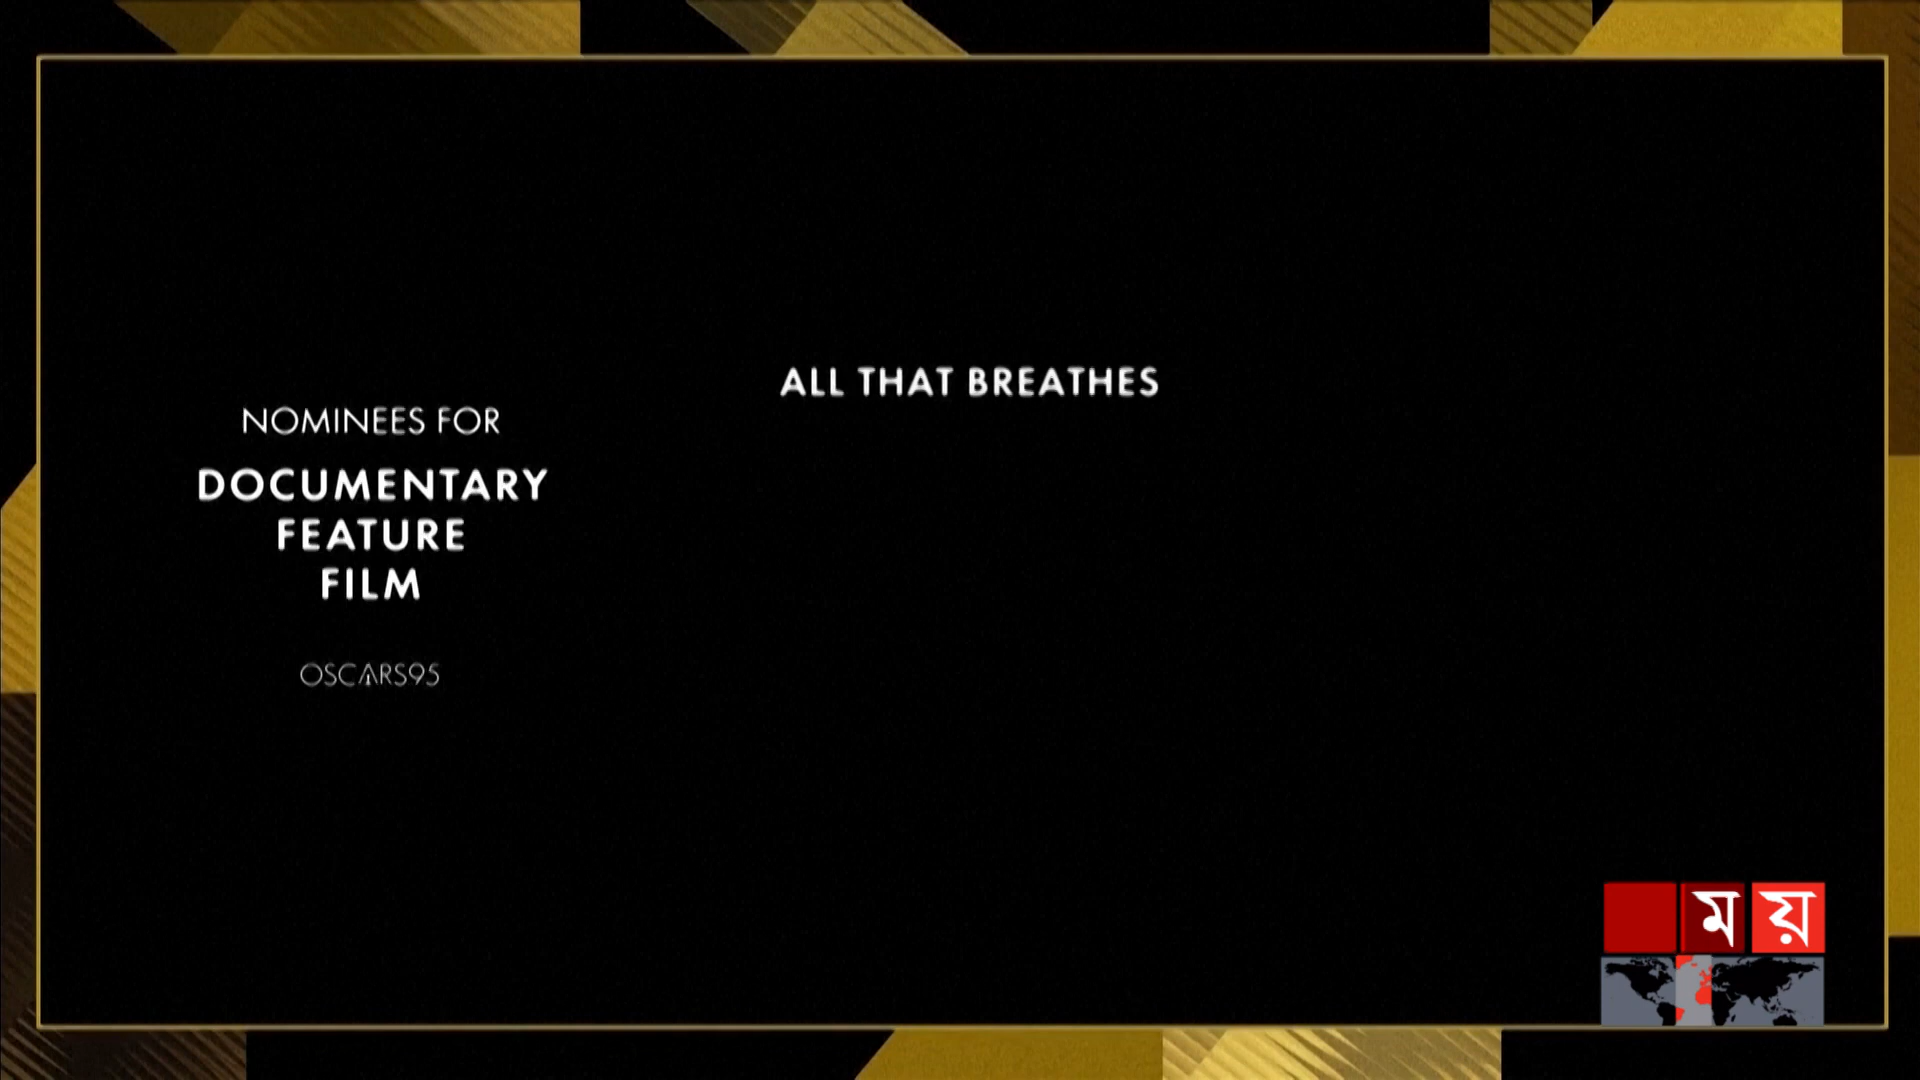 NOMINEES FOR
DOCUMENTARY
FEATURE
FILM
OSCARS95
ALL THAT BREATHES
ময়